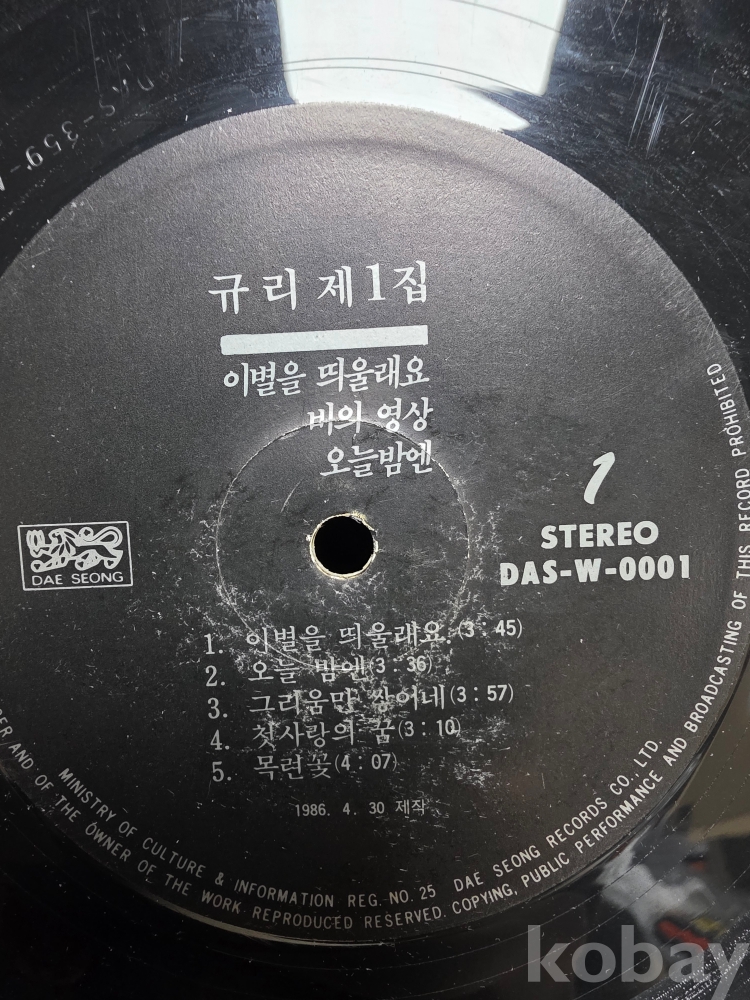 DAS-359-
규리 제1집
이별을 띄울래요
비의 영상
오늘밤엔
1
STEREO
DAS-W-0001
DAE SEONG
1. 이별을 띄울래요 (3:45)
2. 오늘 밤엔 (3:36)
3. 그리움만 쌓이네 (3:57)
4. 첫사랑의 꿈 (3:10)
5. 목련꽃 (4:07)
1986. 4. 30 제작
MINISTRY OF CULTURE & INFORMATION REG. NO. 25 DAE SEONG RECORDS CO., LTD.
AND OF THE OWNER OF THE WORK REPRODUCED RESERVED. COPYING, PUBLIC PERFORMANCE AND BROADCASTING OF THIS RECORD PROHIBITED
kobay